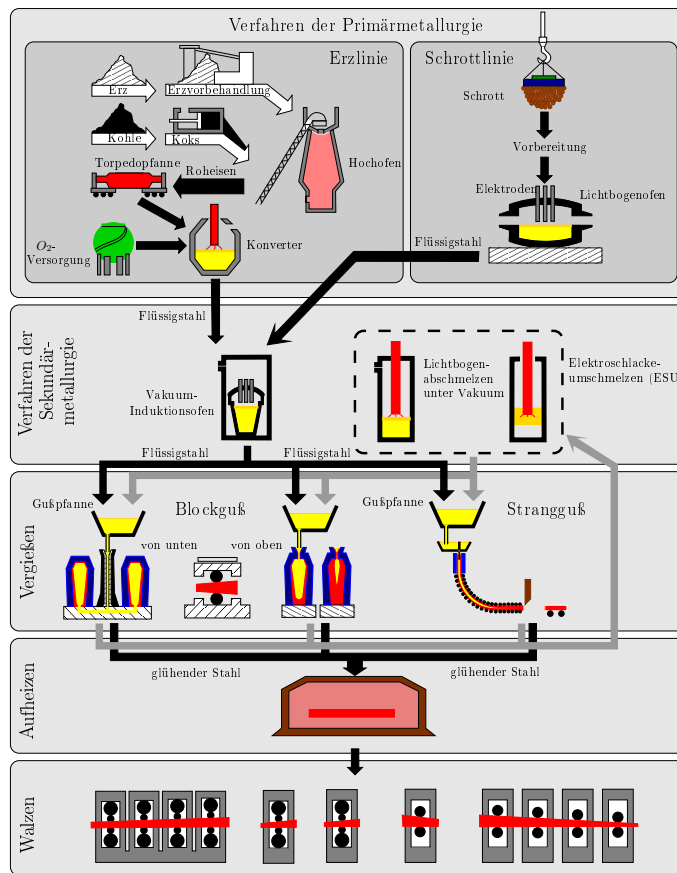 Verfahren der Primärmetallurgie
Erzlinie
Schrottlinie
Erz
Erzvorbehandlung
Kohle
Koks
Schrott
Vorbereitung
Torpedopfanne
Roheisen
Hochofen
Elektroden
Lichtbogenofen
O2-
Versorgung
Konverter
Flüssigstahl
Flüssigstahl
Verfahren der
Sekundär-
metallurgie
Vakuum-
Induktionsofen
Lichtbogen-
abschmelzen
unter Vakuum
Elektroschlacke-
umschmelzen (ESU
Flüssigstahl
Flüssigstahl
Vergießen
Gußpfanne
Blockguß
Gußpfanne
Strangguß
von unten
von oben
Aufheizen
glühender Stahl
glühender Stahl
Walzen